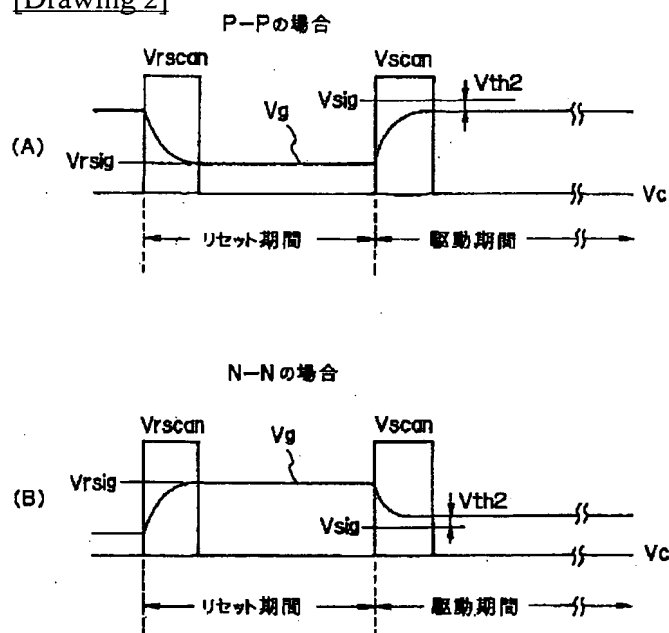 [Drawing 2]
P-Pの場合
Vrscan
Vscan
Vsig
Vth2
Vg
(A)
Vrsig
Vc
リセット期間
駆動期間
N-Nの場合
Vrscan
Vg
Vscan
Vrsig
(B)
Vth2
Vsig
Vc
リセット期間
駆動期間